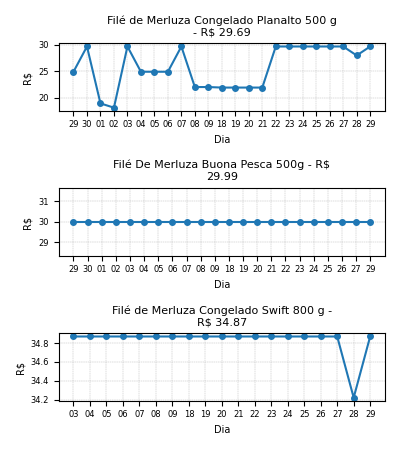 Filé de Merluza Congelado Planalto 500 g
- R$ 29.69
30
25
20
R$
29 30 01 02 03 04 05 06 07 08 09 18 19 20 21 22 23 24 25 26 27 28 29
Dia
Filé De Merluza Buona Pesca 500g - R$
29.99
31
30
29
R$
29 30 01 02 03 04 05 06 07 08 09 18 19 20 21 22 23 24 25 26 27 29
Dia
Filé de Merluza Congelado Swift 800 g -
R$ 34.87
34.8
34.6
34.4
34.2
R$
03 04 05 06 07 08 09 18 19 20 21 22 23 24 25 26 27 28 29
Dia